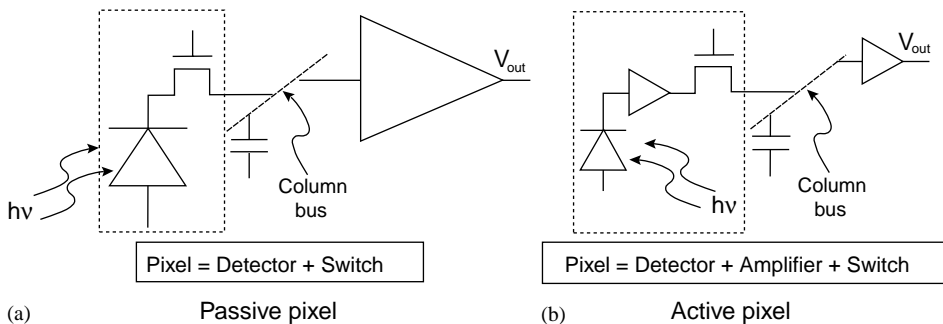 V_out
Column
bus
hν
Pixel = Detector + Switch
(a) Passive pixel
V_out
Column
bus
hν
Pixel = Detector + Amplifier + Switch
(b) Active pixel